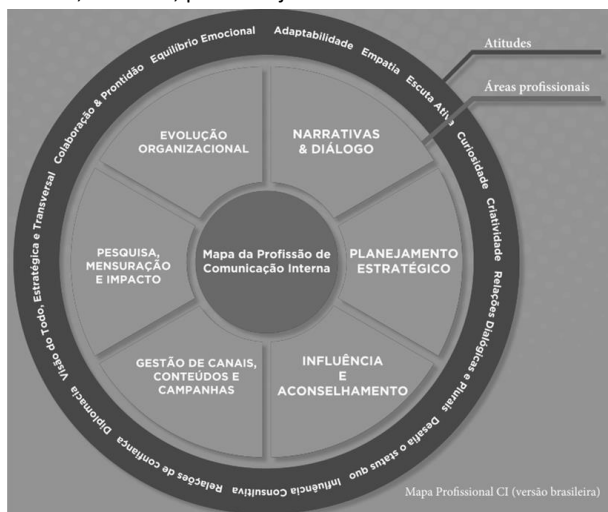 Atitudes
Áreas profissionais
Adaptabilidade
Empatia
Escuta Ativa
Curiosidade
Criatividade
Relações Dialógicas e Plurais
Desafia o status quo
Influência Consultiva
Relações de confiança
Diplomacia
Visão do Todo, Estratégica e Transversal
Colaboração & Prontidão
Equilíbrio Emocional
EVOLUÇÃO
ORGANIZACIONAL
NARRATIVAS
& DIÁLOGO
PESQUISA,
MENSURAÇÃO
E IMPACTO
Mapa da Profissão de
Comunicação Interna
PLANEJAMENTO
ESTRATÉGICO
GESTÃO DE CANAIS,
CONTEÚDOS E
CAMPANHAS
INFLUÊNCIA
E
ACONSELHAMENTO
Mapa Profissional CI (versão brasileira)